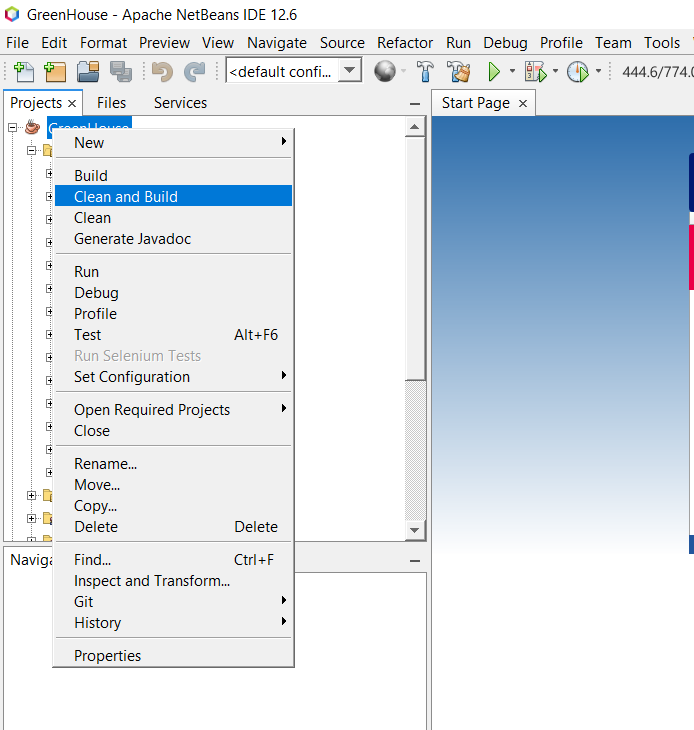 GreenHouse - Apache NetBeans IDE 12.6
File Edit Format Preview View Navigate Source Refactor Run Debug Profile Team Tools
<default confi... 444.6/774.0
Projects Files Services Start Page
GreenHouse
New
Build
Clean and Build
Clean
Generate Javadoc
Run
Debug
Profile
Test Alt+F6
Run Selenium Tests
Set Configuration
Open Required Projects
Close
Rename...
Move...
Copy...
Delete Delete
Naviga
Find... Ctrl+F
Inspect and Transform...
Git
History
Properties